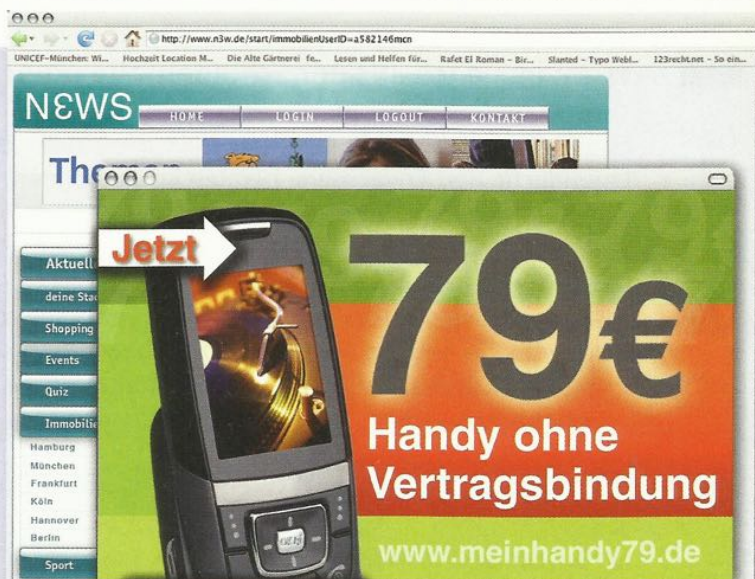 http://www.n3w.de/start/immobilienUserID=a582146mcn
UNICEF-München: Wi... Hochzeit Location M... Die Alte Gärtnerei fe... Lesen und Helfen für... Rafet El Roman - Bir... Slanted - Typo Webl... 123recht.net - So ein...
NEWS
HOME LOGIN LOGOUT KONTAKT
Jetzt
79€
Handy ohne
Vertragsbindung
www.meinhandy79.de
deine
Shopping
Events
Quiz
Hamburg
München
Frankfurt
Köln
Hannover
Berlin
Sport